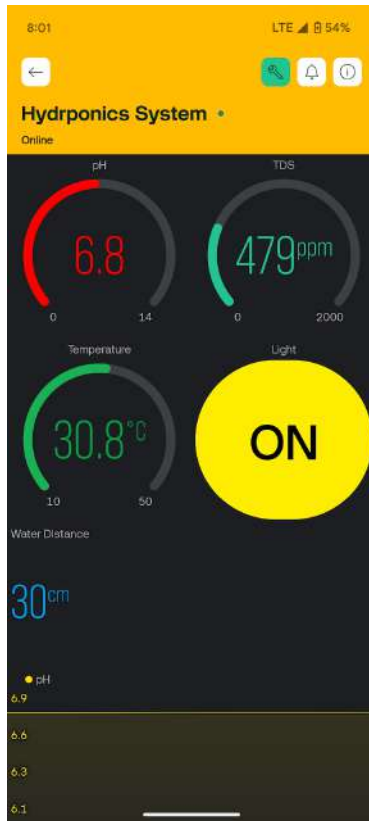 8:01 LTE 54%
Hydrponics System
Online
pH TDS
6.8 479ppm
0 14 0 2000
Temperature Light
30.8°C ON
10 50
Water Distance
30cm
pH
6.9
6.6
6.3
6.1